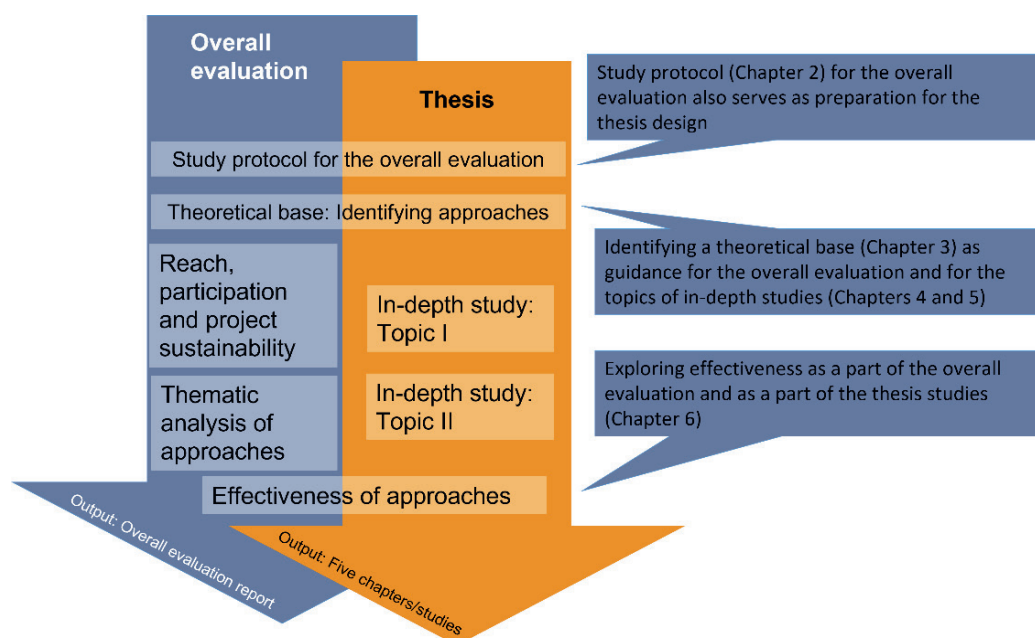 Overall
evaluation
Thesis
Study protocol (Chapter 2) for the overall
evaluation also serves as preparation for the
thesis design
Study protocol for the overall evaluation
Theoretical base: Identifying approaches
Identifying a theoretical base (Chapter 3) as
guidance for the overall evaluation and for the
topics of in-depth studies (Chapters 4 and 5)
Reach,
participation
and project
sustainability
In-depth study:
Topic I
Thematic
analysis of
approaches
In-depth study:
Topic II
Exploring effectiveness as a part of the overall
evaluation and as a part of the thesis studies
(Chapter 6)
Effectiveness of approaches
Output: Overall evaluation report
Output: Five chapters/studies